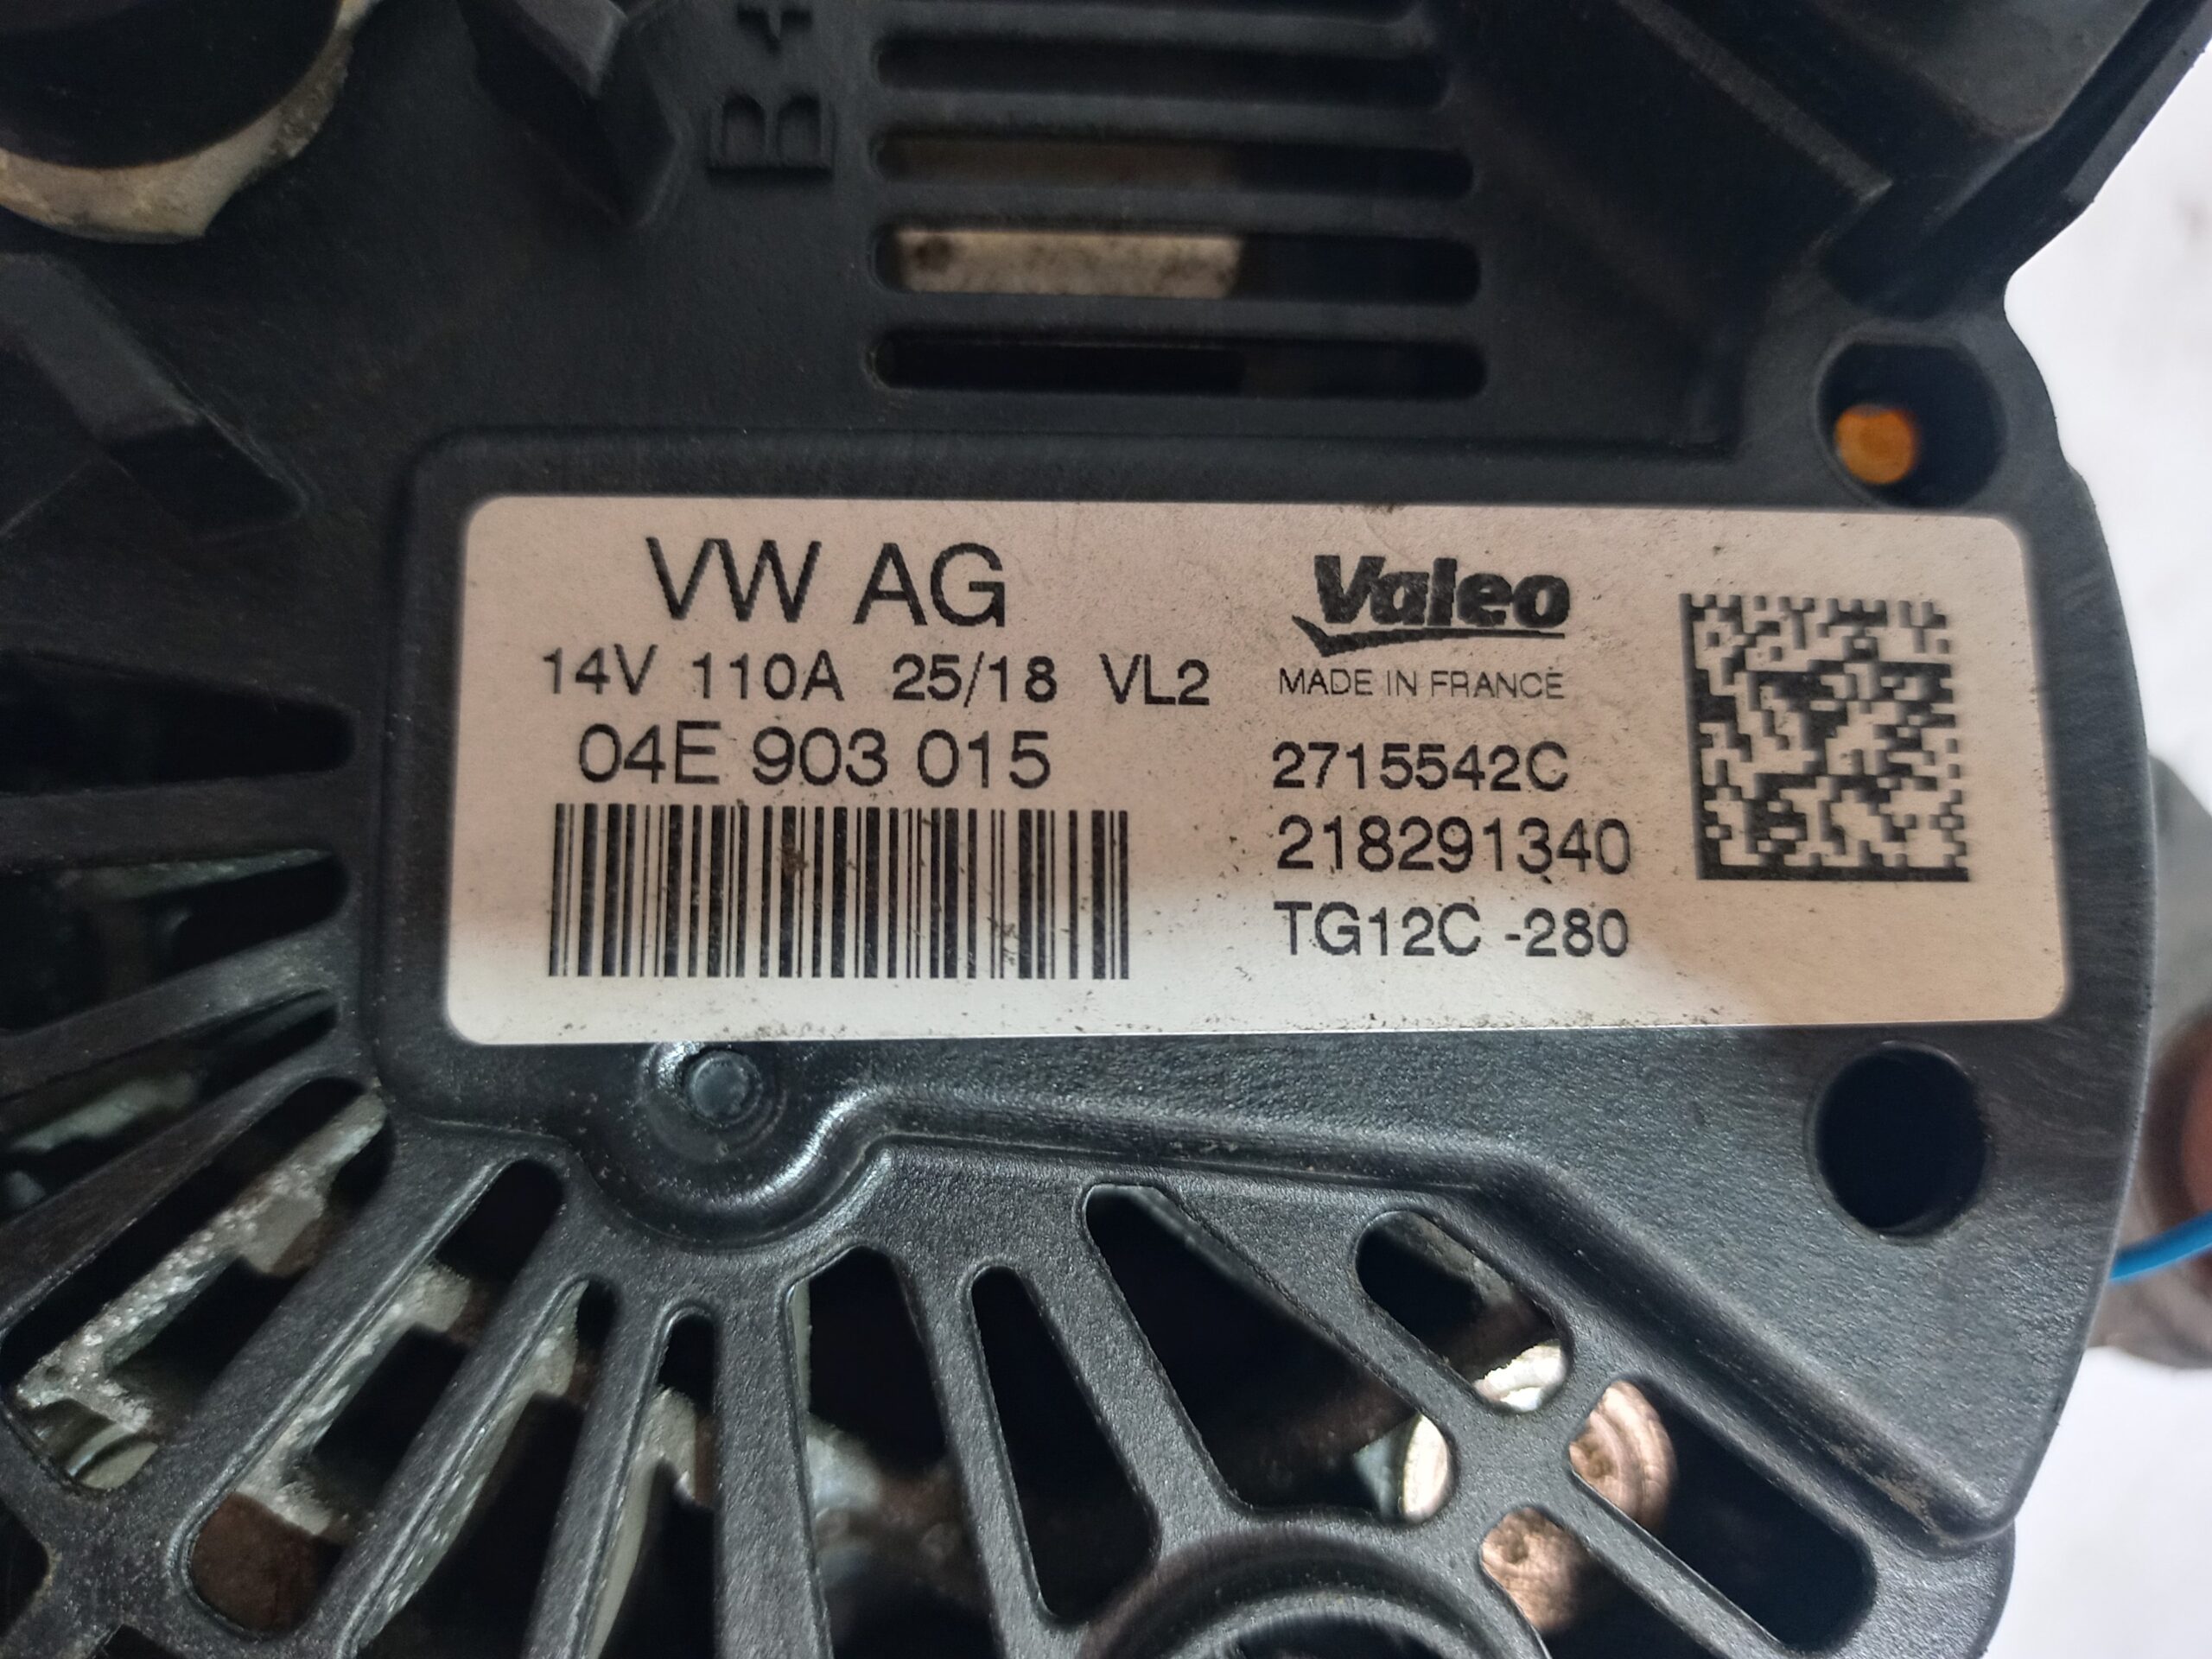 B+
VW AG
14V 110A 25/18 VL2
04E 903 015
Valeo
MADE IN FRANCE
2715542C
218291340
TG12C -280